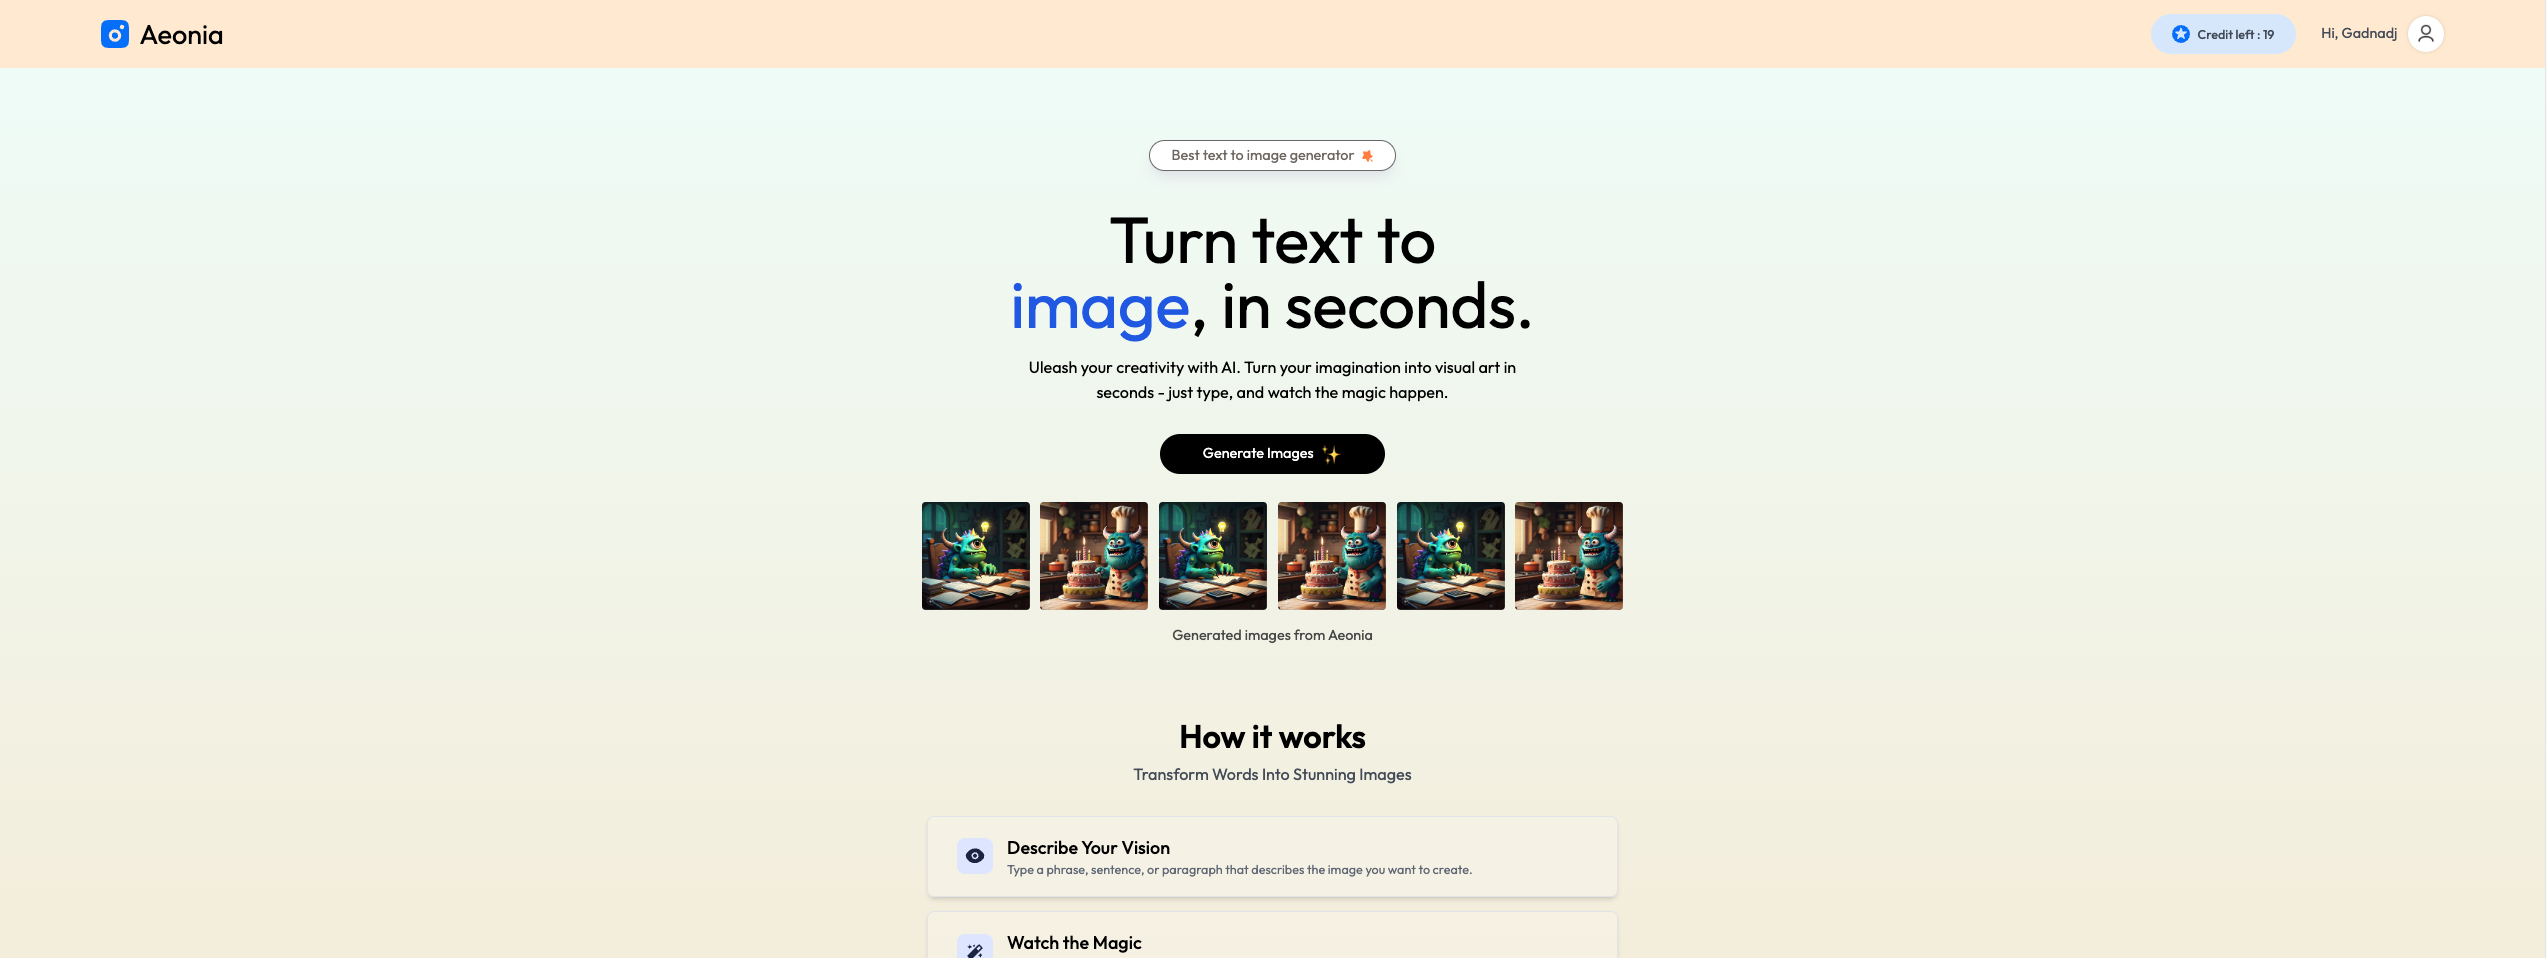 Aeonia
Credit left : 19
Hi, Gadnadj
Best text to image generator
Turn text to
image, in seconds.
Uleash your creativity with AI. Turn your imagination into visual art in
seconds - just type, and watch the magic happen.
Generate Images
Generated images from Aeonia
How it works
Transform Words Into Stunning Images
Describe Your Vision
Type a phrase, sentence, or paragraph that describes the image you want to create.
Watch the Magic